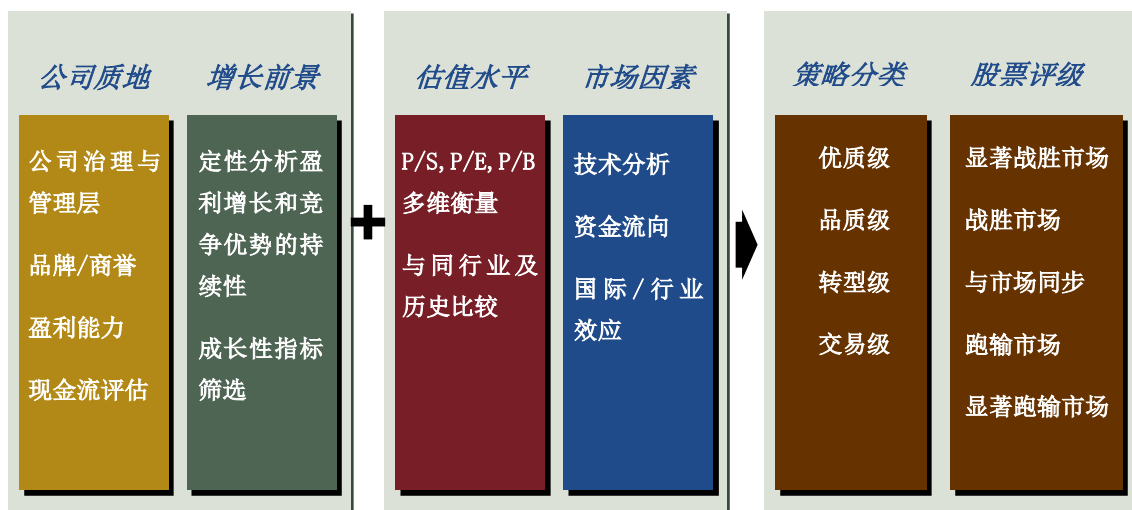 公司质地
公司治理与
管理层
品牌/商誉
盈利能力
现金流评估
增长前景
定性分析盈
利增长和竞
争优势的持
续性
成长性指标
筛选
+
估值水平
P/S, P/E, P/B
多维衡量
与同行业及
历史比较
市场因素
技术分析
资金流向
国际/行业
效应
策略分类
优质级
品质级
转型级
交易级
股票评级
显著战胜市场
战胜市场
与市场同步
跑输市场
显著跑输市场